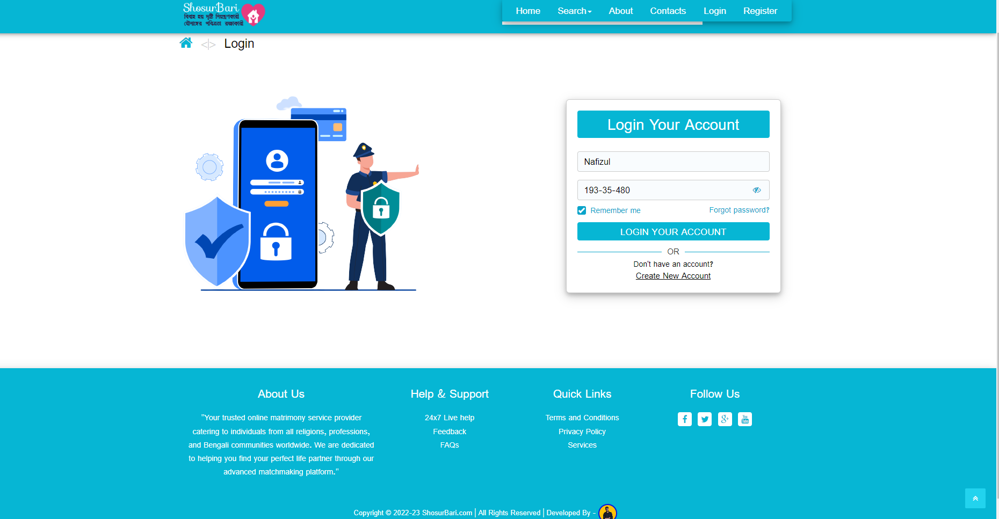 ShosurBari
বিবাহ হয় দৃষ্টি নিয়ন্ত্রণকারী
যৌনাঙ্গের পবিত্রতা রক্ষাকারী
Home Search About Contacts Login Register
<|> Login
Login Your Account
Nafizul
193-35-480
Remember me Forgot password?
LOGIN YOUR ACCOUNT
OR
Don't have an account?
Create New Account
About Us
"Your trusted online matrimony service provider
catering to individuals from all religions, professions,
and Bengali communities worldwide. We are dedicated
to helping you find your perfect life partner through our
advanced matchmaking platform."
Help & Support
24x7 Live help
Feedback
FAQs
Quick Links
Terms and Conditions
Privacy Policy
Services
Follow Us
You Tube
Copyright © 2022-23 ShosurBari.com | All Rights Reserved | Developed By -